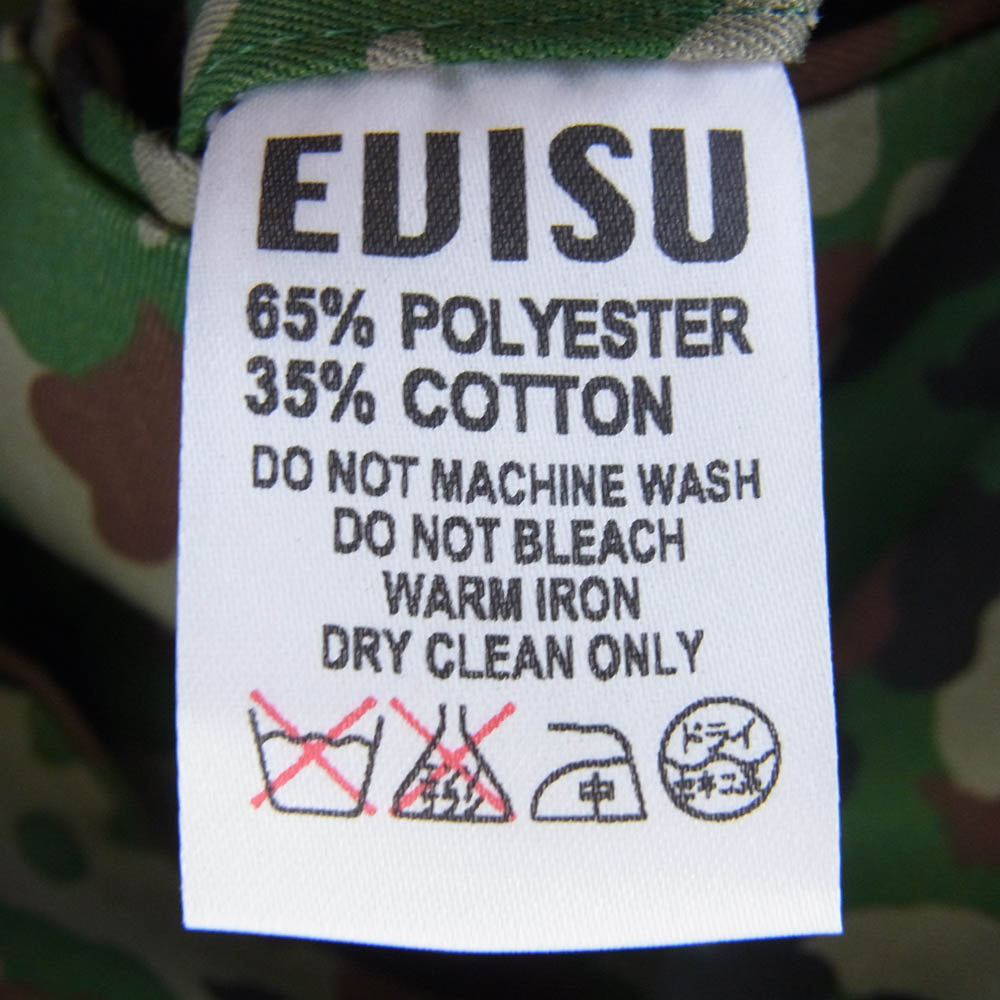 EVISU
65% POLYESTER
35% COTTON
DO NOT MACHINE WASH
DO NOT BLEACH
WARM IRON
DRY CLEAN ONLY
中
ドライ